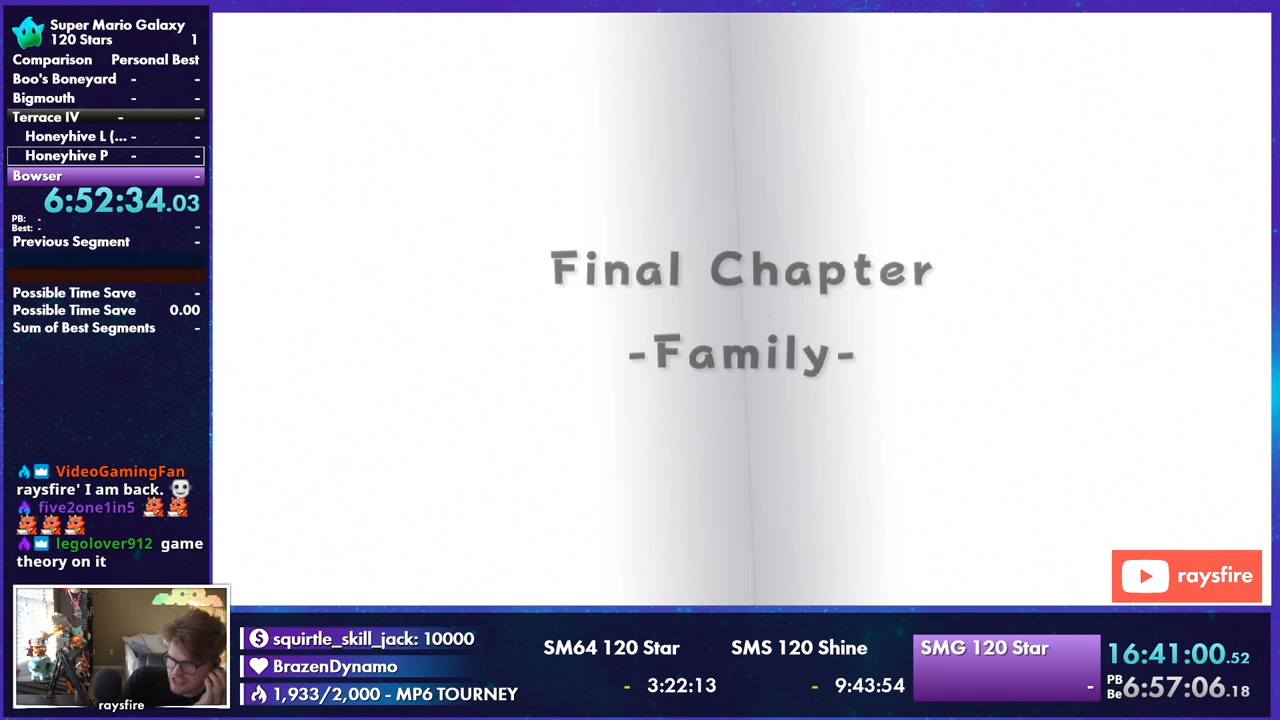 Super Mario Galaxy
120 Stars 1
Comparison Personal Best
Boo's Boneyard - -
Bigmouth - -
Terrace IV - -
Honeyhive L (... - -
Honeyhive P - -
Bowser -
6:52:34.03
PB: -
Best: - -
Previous Segment -
Possible Time Save -
Possible Time Save 0.00
Sum of Best Segments -
VideoGamingFan
raysfire' I am back.
five2one1in5
legolover912 game
theory on it
raysfire
Final Chapter
-Family-
raysfire
squirtle_skill_jack: 10000
BrazenDynamo
1,933/2,000 - MP6 TOURNEY
SM64 120 Star
- 3:22:13
SMS 120 Shine
- 9:43:54
SMG 120 Star
-
16:41:00.52
PB
Be 6:57:06.18